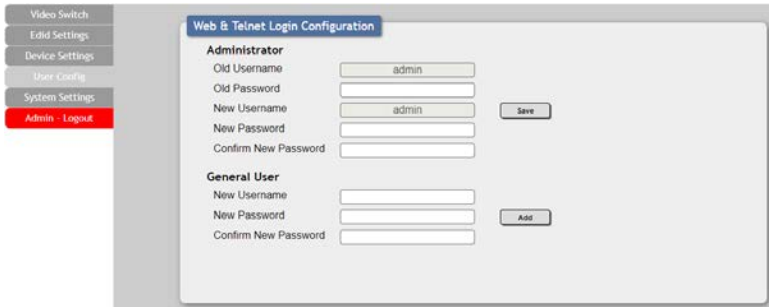 Video Switch
Edid Settings
Device Settings
User Config
System Settings
Admin - Logout
Web & Telnet Login Configuration
Administrator
Old Username admin
Old Password
New Username admin Save
New Password
Confirm New Password
General User
New Username
New Password Add
Confirm New Password